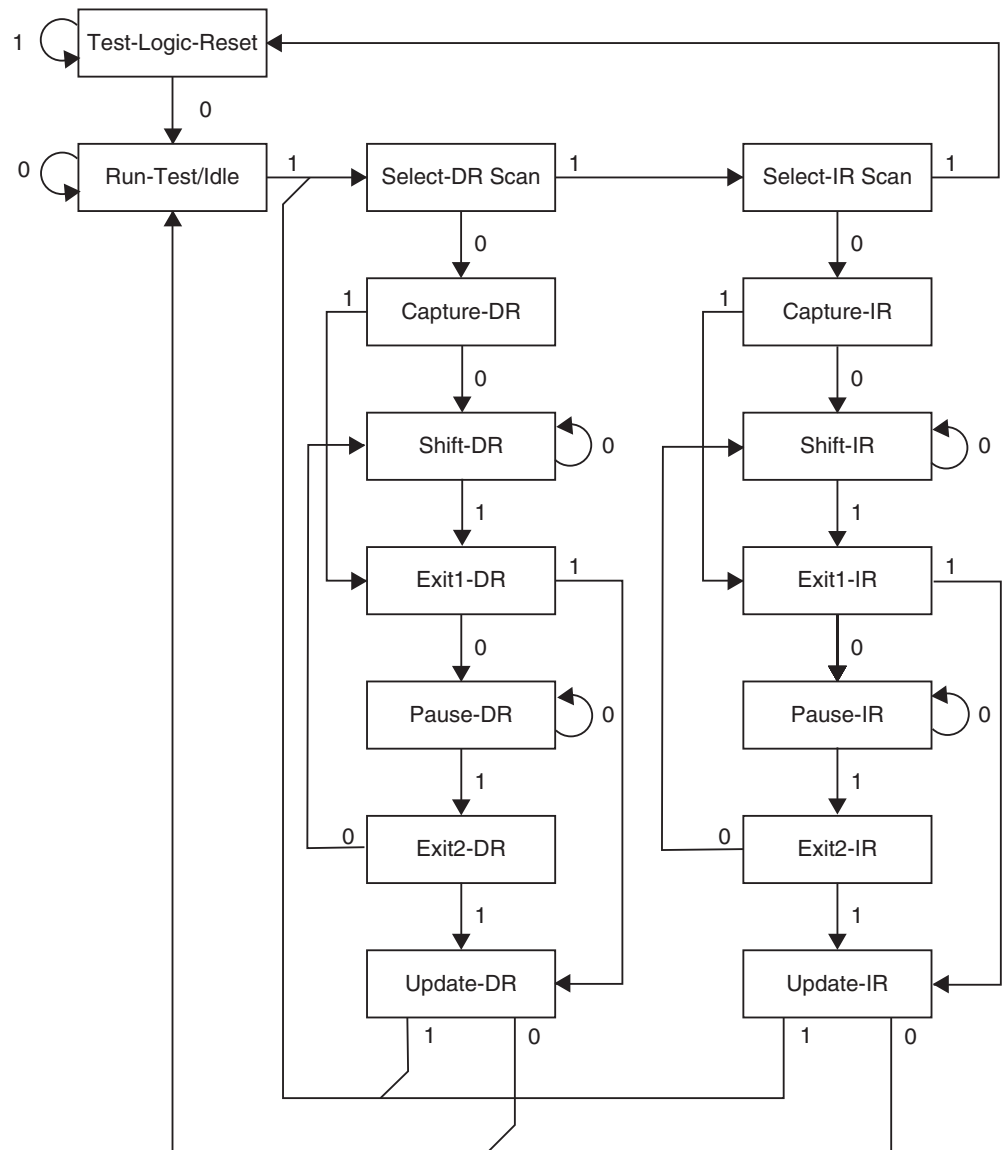 1 Test-Logic-Reset
0
0 Run-Test/Idle 1 Select-DR Scan 1 Select-IR Scan 1
0 0
1 Capture-DR 1 Capture-IR
0 0
Shift-DR 0 Shift-IR 0
1 1
Exit1-DR 1 Exit1-IR 1
0 0
Pause-DR 0 Pause-IR 0
1 1
0 Exit2-DR 0 Exit2-IR
1 1
Update-DR Update-IR
1 0 1 0